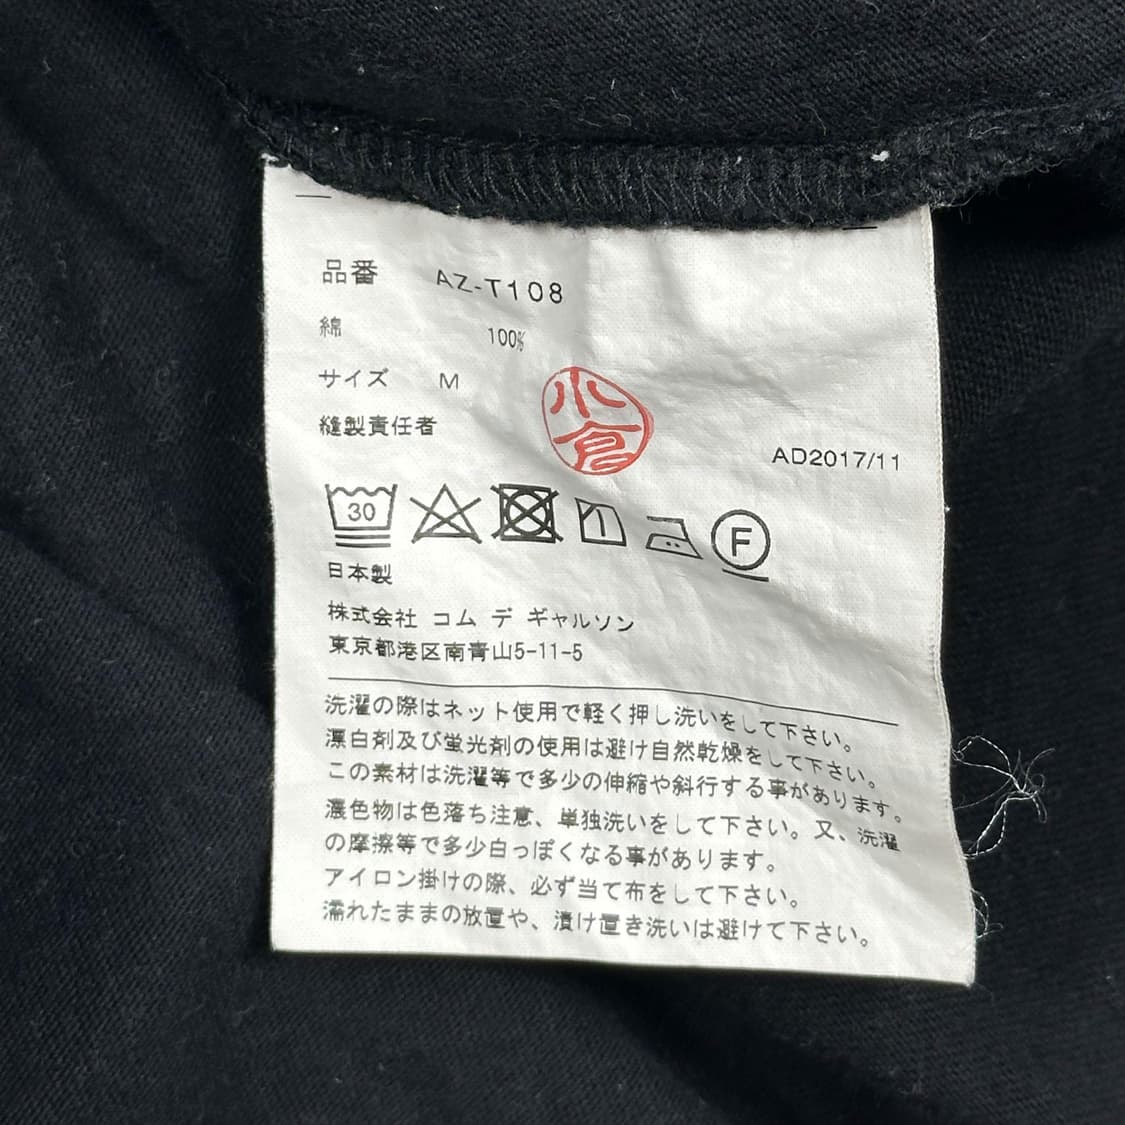 品番 AZ-T108
綿 100%
サイズ M
縫製責任者
小倉
AD2017/11
30
F
日本製
株式会社 コム デ ギャルソン
東京都港区南青山5-11-5
洗濯の際はネット使用で軽く押し洗いをして下さい。
漂白剤及び蛍光剤の使用は避け自然乾燥をして下さい。
この素材は洗濯等で多少の伸縮や斜行する事があります。
濃色物は色落ち注意、単独洗いをして下さい。又、洗濯
の摩擦等で多少白っぽくなる事があります。
アイロン掛けの際、必ず当て布をして下さい。
濡れたままの放置や、漬け置き洗いは避けて下さい。